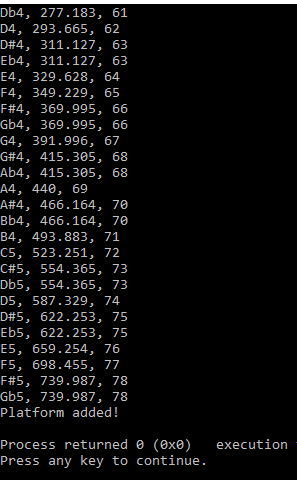 Db4, 277.183, 61
D4, 293.665, 62
D#4, 311.127, 63
Eb4, 311.127, 63
E4, 329.628, 64
F4, 349.229, 65
F#4, 369.995, 66
Gb4, 369.995, 66
G4, 391.996, 67
G#4, 415.305, 68
Ab4, 415.305, 68
A4, 440, 69
A#4, 466.164, 70
Bb4, 466.164, 70
B4, 493.883, 71
C5, 523.251, 72
C#5, 554.365, 73
Db5, 554.365, 73
D5, 587.329, 74
D#5, 622.253, 75
Eb5, 622.253, 75
E5, 659.254, 76
F5, 698.455, 77
F#5, 739.987, 78
Gb5, 739.987, 78
Platform added!
Process returned 0 (0x0)   execution
Press any key to continue.